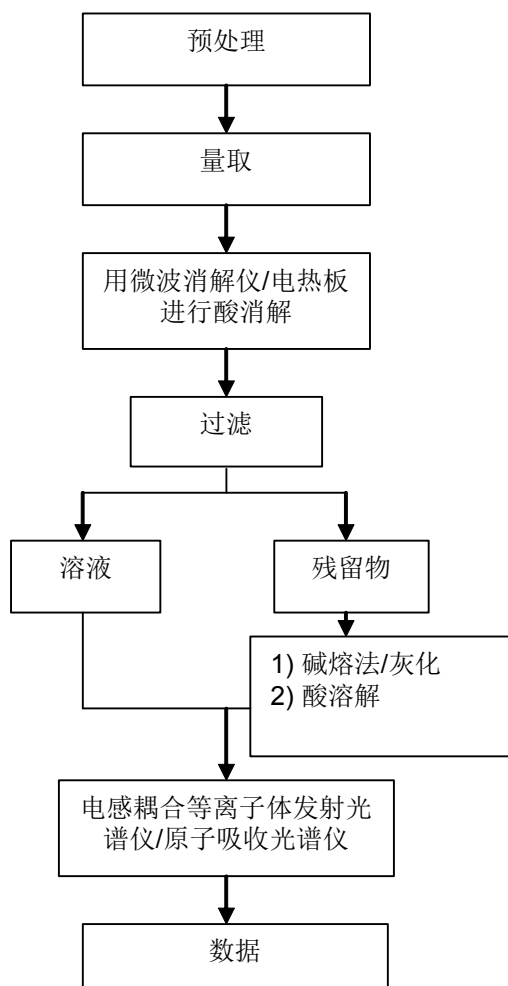 预处理
量取
用微波消解仪/电热板
进行酸消解
过滤
溶液
残留物
1) 碱熔法/灰化
2) 酸溶解
电感耦合等离子体发射光
谱仪/原子吸收光谱仪
数据